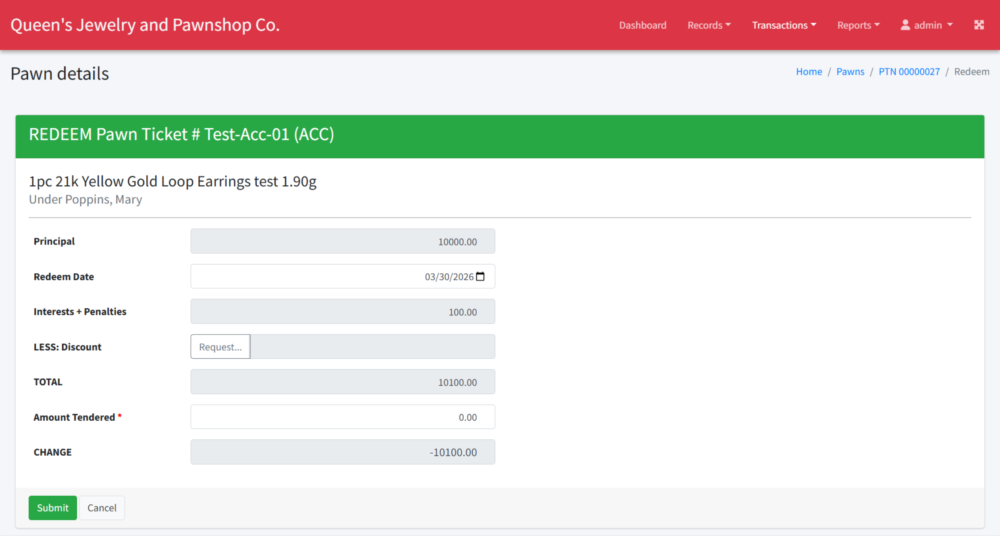 Queen's Jewelry and Pawnshop Co.
Dashboard Records Transactions Reports admin
Pawn details
Home / Pawns / PTN 00000027 / Redeem
REDEEM Pawn Ticket # Test-Acc-01 (ACC)
1pc 21k Yellow Gold Loop Earrings test 1.90g
Under Poppins, Mary
Principal 10000.00
Redeem Date 03/30/2026
Interests + Penalties 100.00
LESS: Discount Request...
TOTAL 10100.00
Amount Tendered * 0.00
CHANGE -10100.00
Submit Cancel